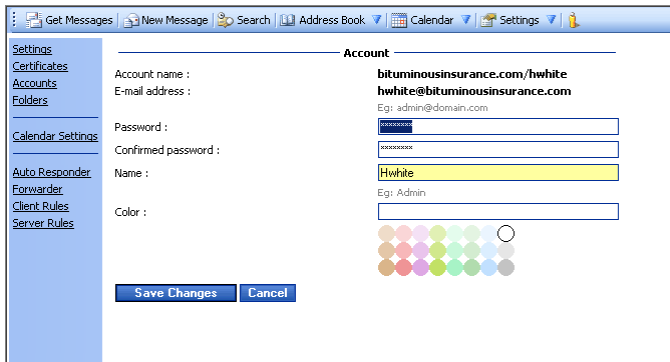 Get Messages New Message Search Address Book Calendar Settings
Settings
Certificates
Accounts
Folders
Calendar Settings
Auto Responder
Forwarder
Client Rules
Server Rules
Account
Account name : bituminousinsurance.com/hwhite
E-mail address : hwhite@bituminousinsurance.com
Eg: admin@domain.com
Password : ********
Confirmed password : ********
Name : Hwhite
Eg: Admin
Color :
Save Changes Cancel